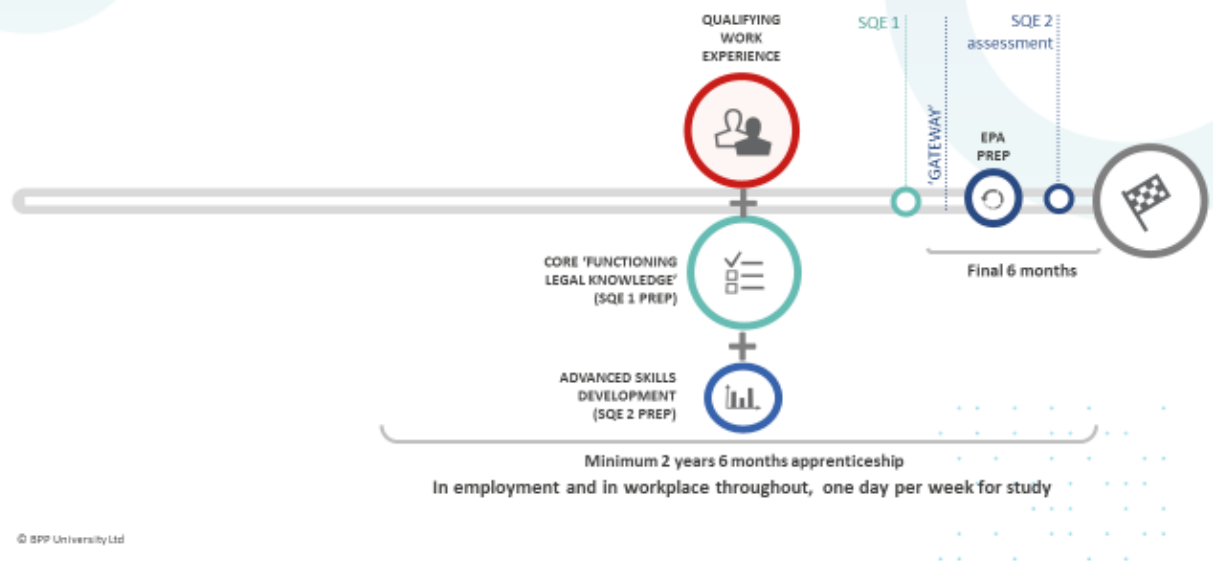 QUALIFYING
WORK
EXPERIENCE
SQE 1
SQE 2
assessment
'GATEWAY'
EPA
PREP
Final 6 months
CORE 'FUNCTIONING
LEGAL KNOWLEDGE'
(SQE 1 PREP)
ADVANCED SKILLS
DEVELOPMENT
(SQE 2 PREP)
Minimum 2 years 6 months apprenticeship
In employment and in workplace throughout, one day per week for study
© BPP University Ltd